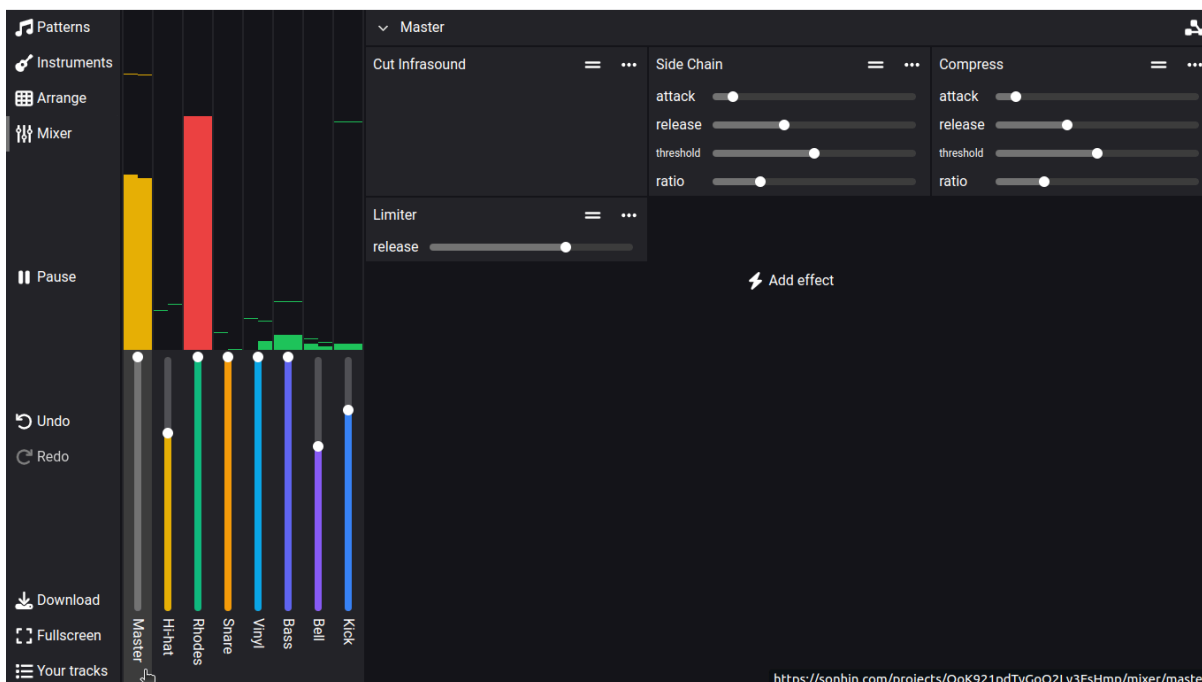 Patterns
Instruments
Arrange
Mixer
Pause
Undo
Redo
Download
Fullscreen
Your tracks
Master
Hi-hat
Rhodes
Snare
Vinyl
Bass
Bell
Kick
Master
Cut Infrasound
Side Chain
attack
release
threshold
ratio
Compress
attack
release
threshold
ratio
Limiter
release
Add effect